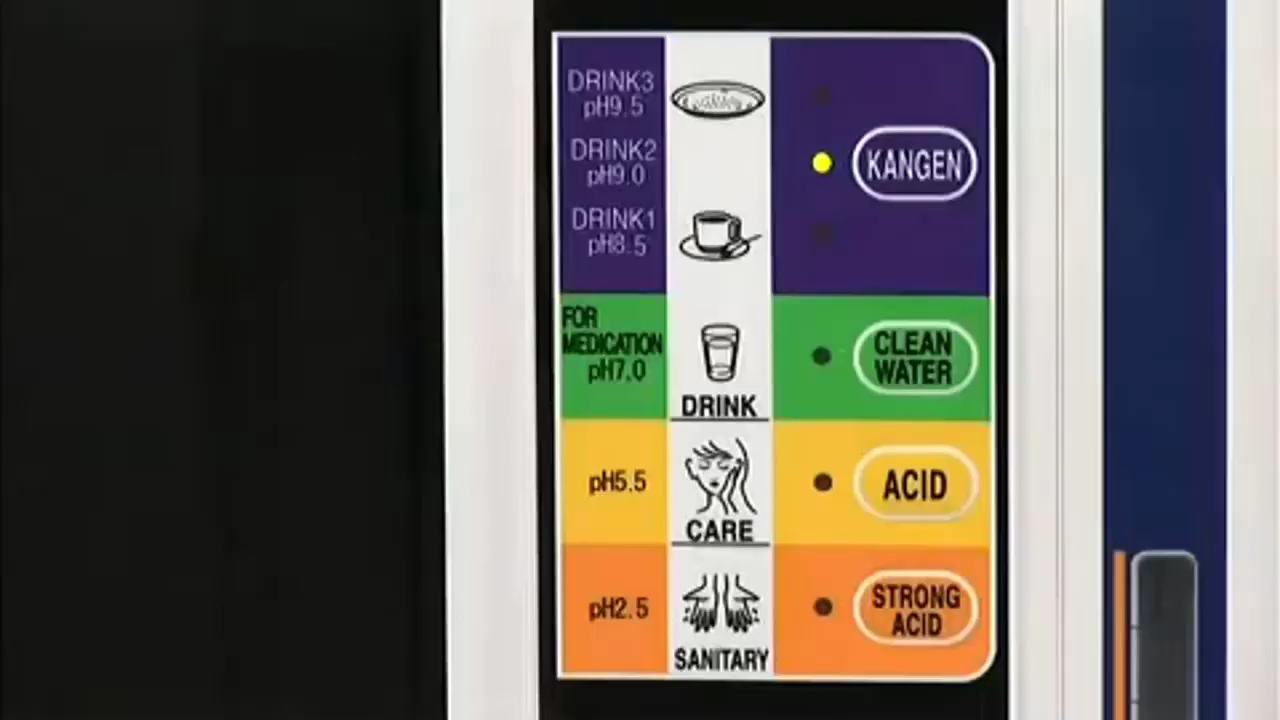 DRINK3
pH9.5
DRINK2
pH9.0
DRINK1
pH8.5
KANGEN
FOR
MEDICATION
pH7.0
DRINK
CLEAN
WATER
pH5.5
CARE
ACID
pH2.5
SANITARY
STRONG
ACID